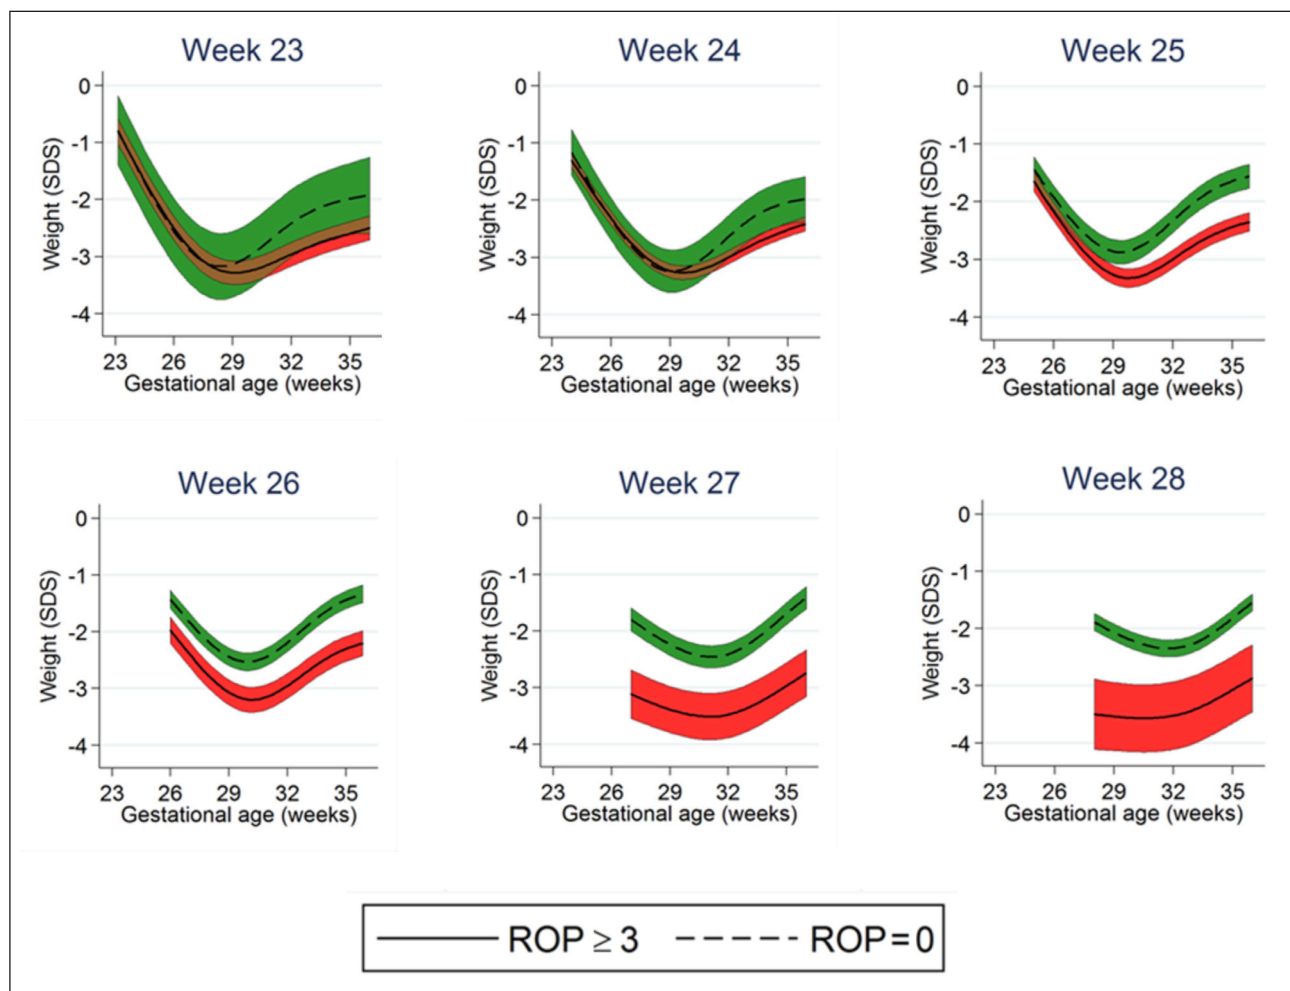 Week 23
Week 24
Week 25
0
-1
-2
-3
-4
Weight (SDS)
23 26 29 32 35
Gestational age (weeks)
0
-1
-2
-3
-4
Weight (SDS)
23 26 29 32 35
Gestational age (weeks)
0
-1
-2
-3
-4
Weight (SDS)
23 26 29 32 35
Gestational age (weeks)
Week 26
Week 27
Week 28
0
-1
-2
-3
-4
Weight (SDS)
23 26 29 32 35
Gestational age (weeks)
0
-1
-2
-3
-4
Weight (SDS)
23 26 29 32 35
Gestational age (weeks)
0
-1
-2
-3
-4
Weight (SDS)
23 26 29 32 35
Gestational age (weeks)
ROP ≥ 3 ROP = 0